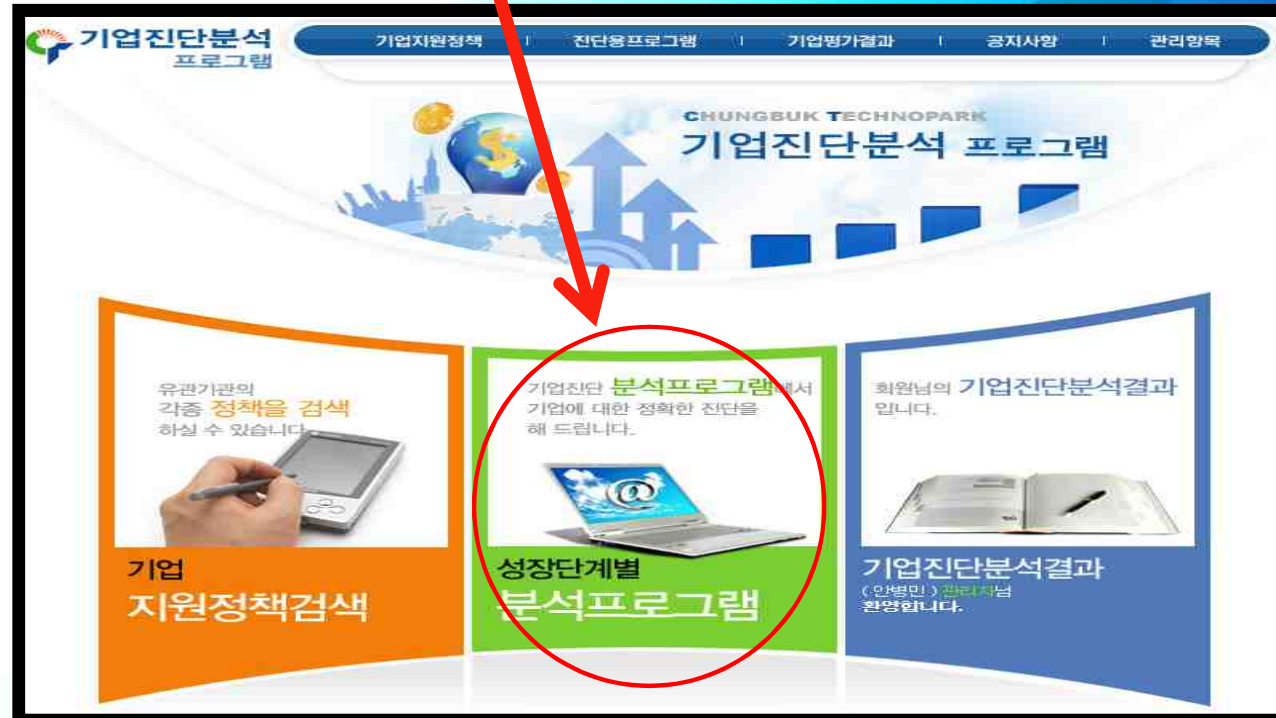 기업진단분석
프로그램
기업지원정책 | 진단용프로그램 | 기업평가결과 | 공지사항 | 관리항목
CHUNGBUK TECHNOPARK
기업진단분석 프로그램
유관기관의
각종 정책을 검색
하실 수 있습니다
기업
지원정책검색
기업진단 분석프로그램에서
기업에 대한 정확한 진단을
해 드립니다.
@
성장단계별
분석프로그램
회원님의 기업진단분석결과
입니다.
기업진단분석결과
(안병민) 관리자님
환영합니다.